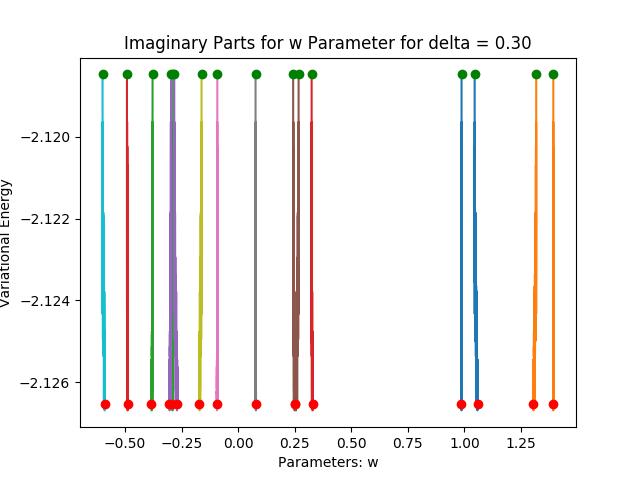 Imaginary Parts for w Parameter for delta = 0.30
Variational Energy
−2.120
−2.122
−2.124
−2.126
−0.50 −0.25 0.00 0.25 0.50 0.75 1.00 1.25
Parameters: w